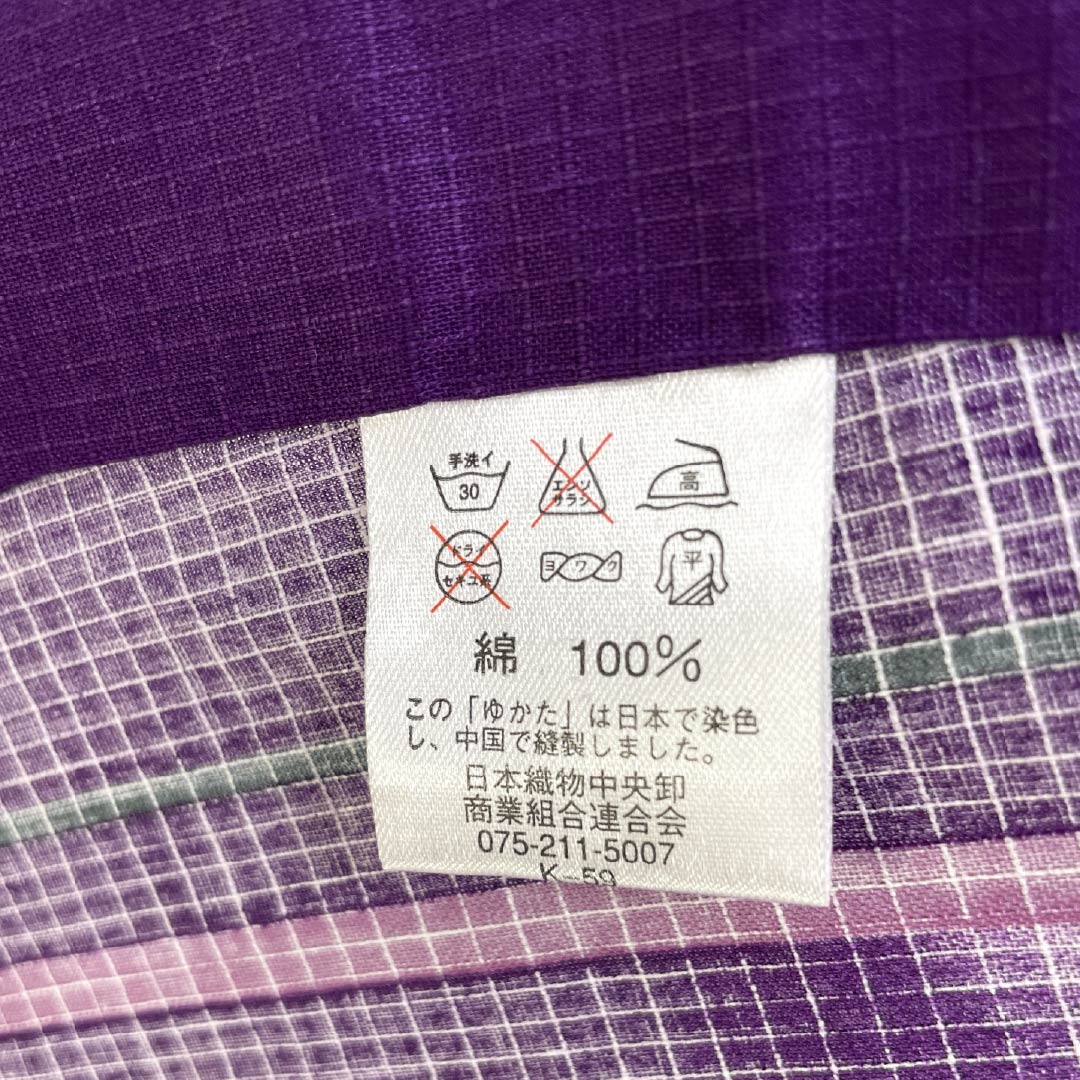 手洗イ
30
エンソ
サラシ
高
ドライ
セキユ系
ヨワク
平
綿 100%
この「ゆかた」は日本で染色
し、中国で縫製しました。
日本織物中央卸
商業組合連合会
075-211-5007
K-59